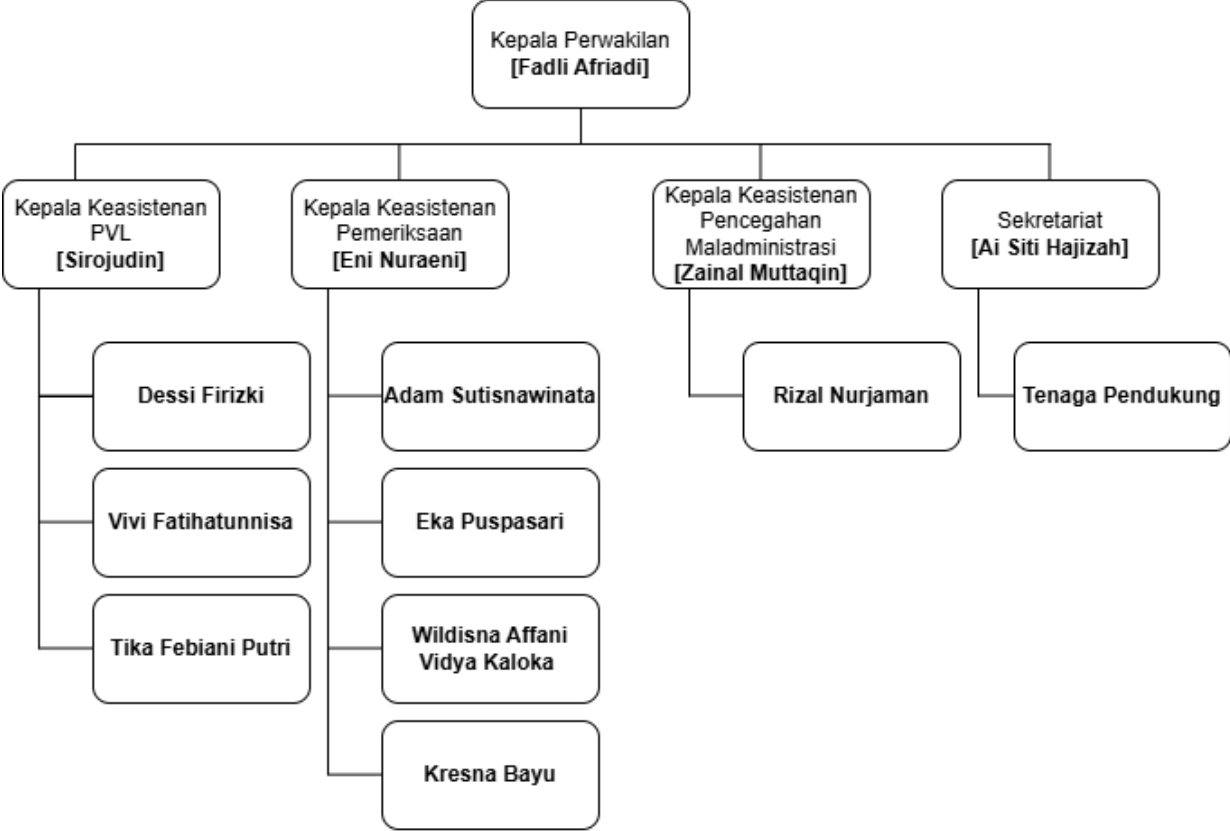 Kepala Perwakilan
[Fadli Afriadi]
Kepala Keasistenan
PVL
[Sirojudin]
Kepala Keasistenan
Pemeriksaan
[Eni Nuraeni]
Kepala Keasistenan
Pencegahan
Maladministrasi
[Zainal Muttaqin]
Sekretariat
[Ai Siti Hajizah]
Dessi Firizki
Adam Sutisnawinata
Rizal Nurjaman
Tenaga Pendukung
Vivi Fatihatunnisa
Eka Puspasari
Tika Febiani Putri
Wildisna Affani
Vidya Kaloka
Kresna Bayu